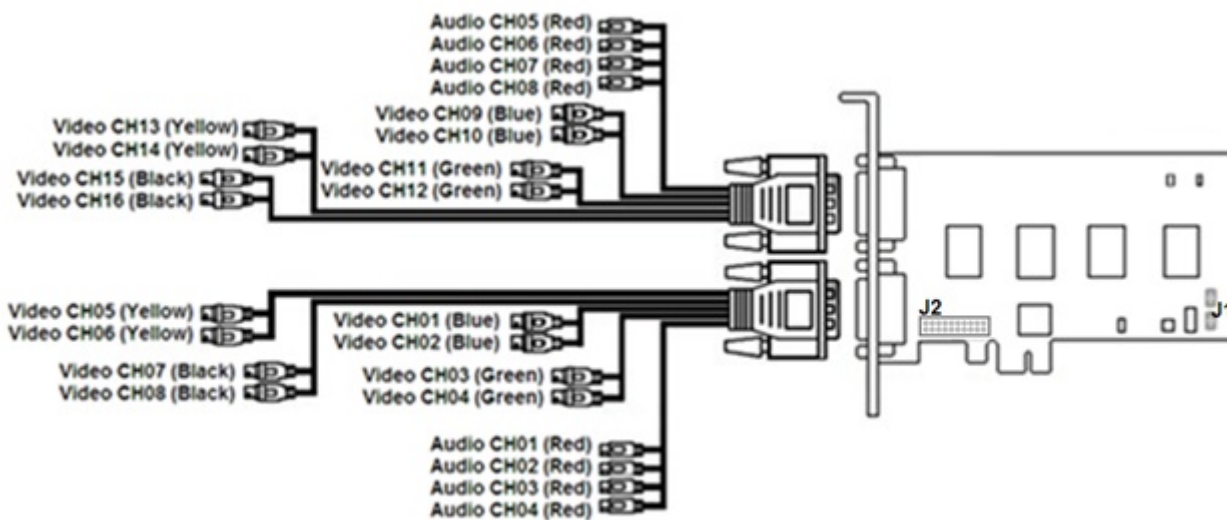 Audio CH05 (Red)
Audio CH06 (Red)
Audio CH07 (Red)
Audio CH08 (Red)
Video CH09 (Blue)
Video CH10 (Blue)
Video CH13 (Yellow)
Video CH14 (Yellow)
Video CH11 (Green)
Video CH12 (Green)
Video CH15 (Black)
Video CH16 (Black)
Video CH05 (Yellow)
Video CH06 (Yellow)
Video CH01 (Blue)
Video CH02 (Blue)
Video CH07 (Black)
Video CH08 (Black)
Video CH03 (Green)
Video CH04 (Green)
Audio CH01 (Red)
Audio CH02 (Red)
Audio CH03 (Red)
Audio CH04 (Red)
J2
J1